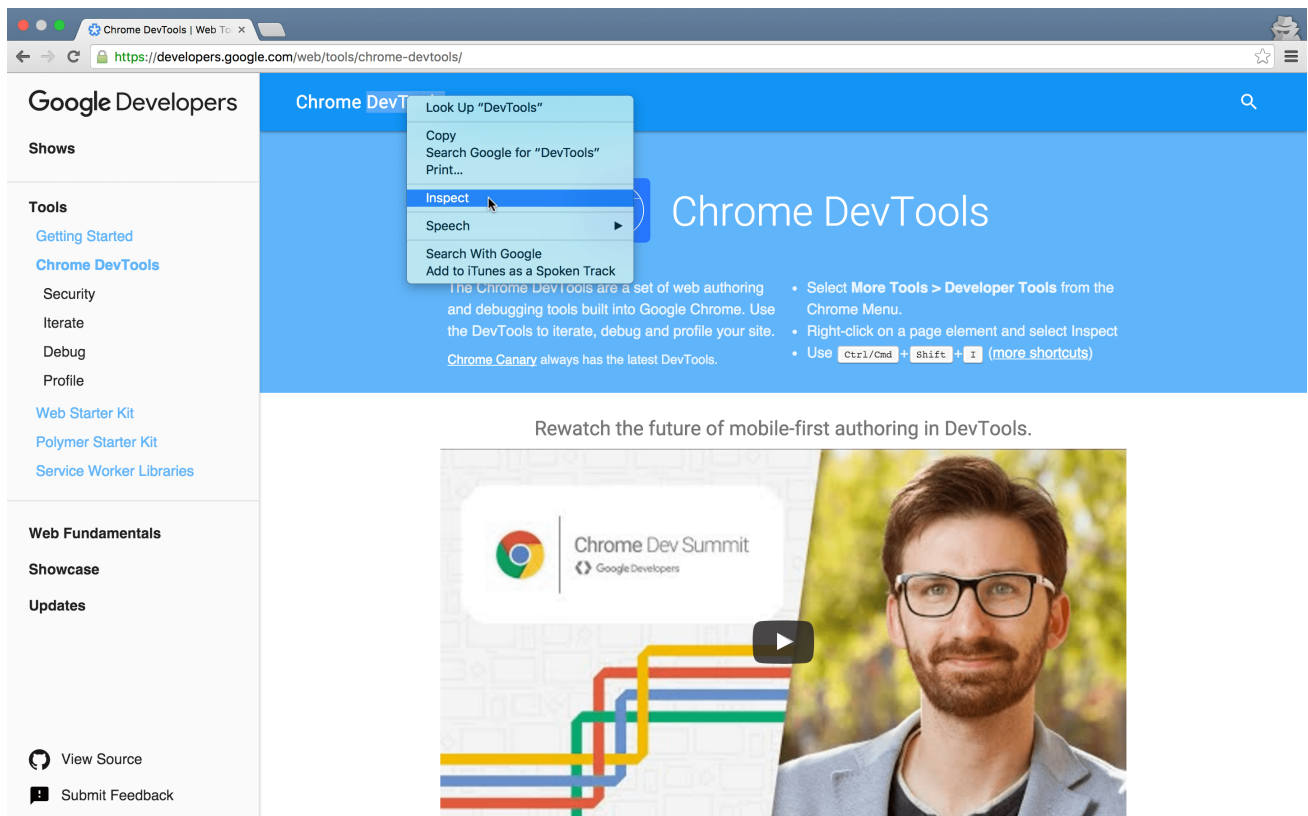 Chrome DevTools | Web To
https://developers.google.com/web/tools/chrome-devtools/
Google Developers
Shows
Tools
Getting Started
Chrome DevTools
Security
Iterate
Debug
Profile
Web Starter Kit
Polymer Starter Kit
Service Worker Libraries
Web Fundamentals
Showcase
Updates
View Source
Submit Feedback
Chrome DevTools
Look Up “DevTools”
Copy
Search Google for “DevTools”
Print...
Inspect
Speech
Search With Google
Add to iTunes as a Spoken Track
Chrome DevTools
The Chrome DevTools are a set of web authoring
and debugging tools built into Google Chrome. Use
the DevTools to iterate, debug and profile your site.
Chrome Canary always has the latest DevTools.
• Select More Tools > Developer Tools from the
Chrome Menu.
• Right-click on a page element and select Inspect
• Use Ctrl/Cmd + Shift + I (more shortcuts)
Rewatch the future of mobile-first authoring in DevTools.
Chrome Dev Summit
Google Developers